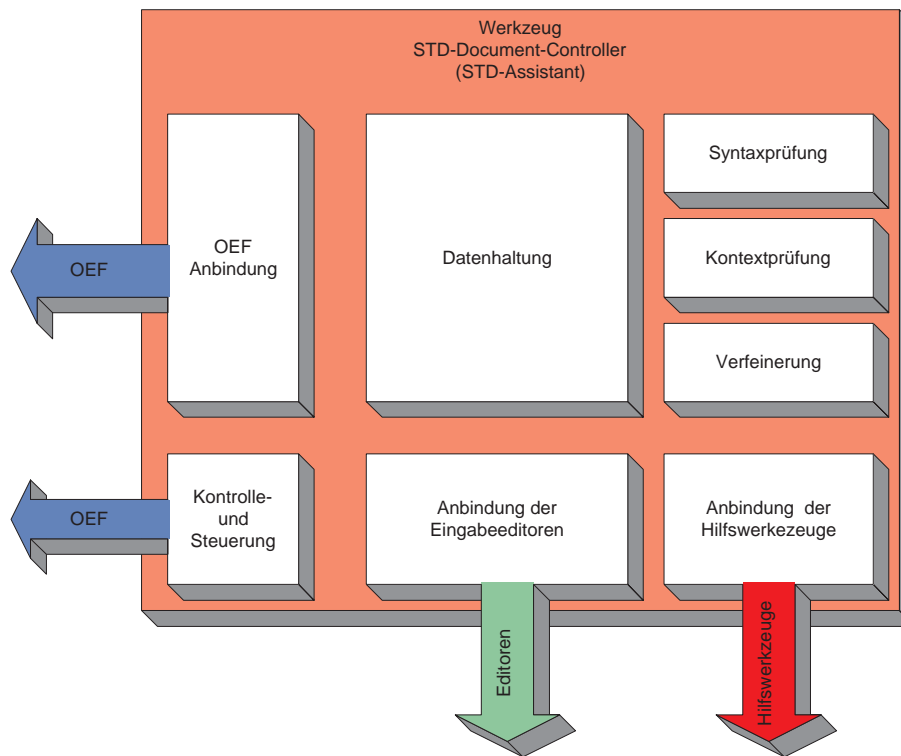 Werkzeug
STD-Document-Controller
(STD-Assistant)
OEF
OEF
Anbindung
Datenhaltung
Syntaxprüfung
Kontextprüfung
Verfeinerung
OEF
Kontrolle-
und
Steuerung
Anbindung der
Eingabeeditoren
Anbindung der
Hilfswerkezeuge
Editoren
Hilfswerkzeuge